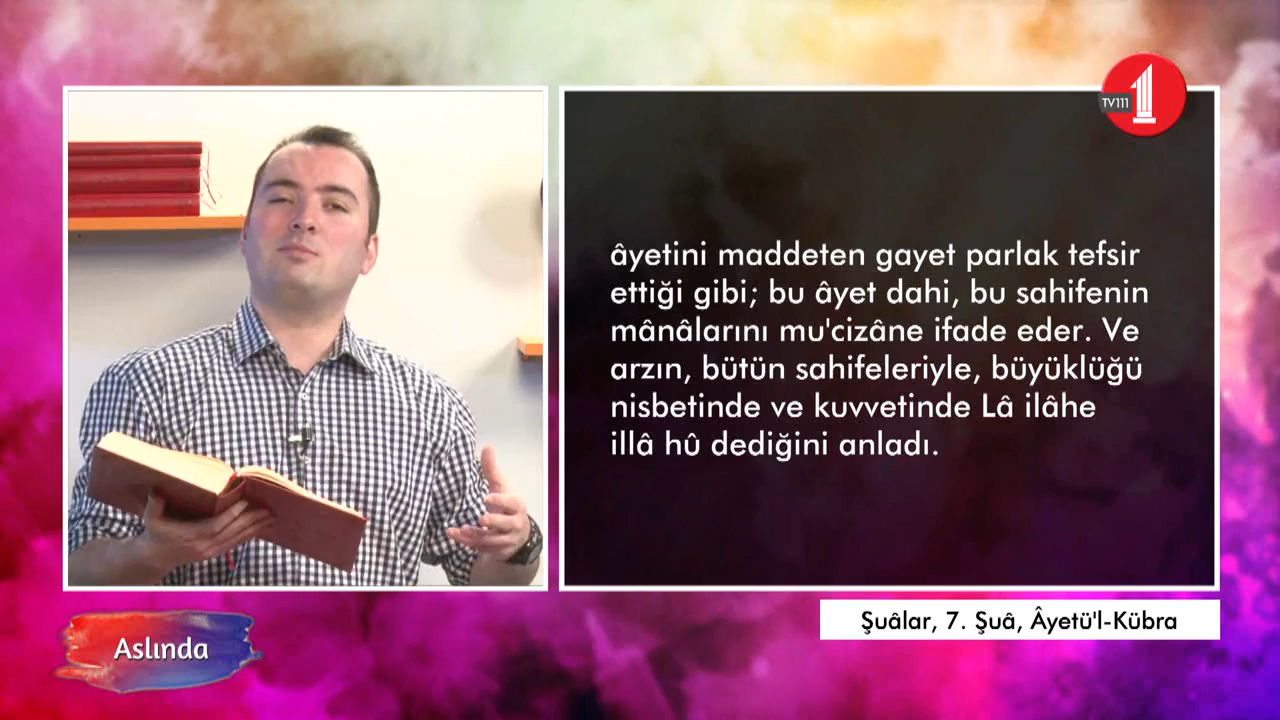 TV111
1
âyetini maddeten gayet parlak tefsir
ettiği gibi; bu âyet dahi, bu sahifenin
mânâlarını mu'cizâne ifade eder. Ve
arzın, bütün sahifeleriyle, büyüklüğü
nisbetinde ve kuvvetinde Lâ ilâhe
illâ hû dediğini anladı.
Şuâlar, 7. Şuâ, Âyetü'l-Kübra
Aslında